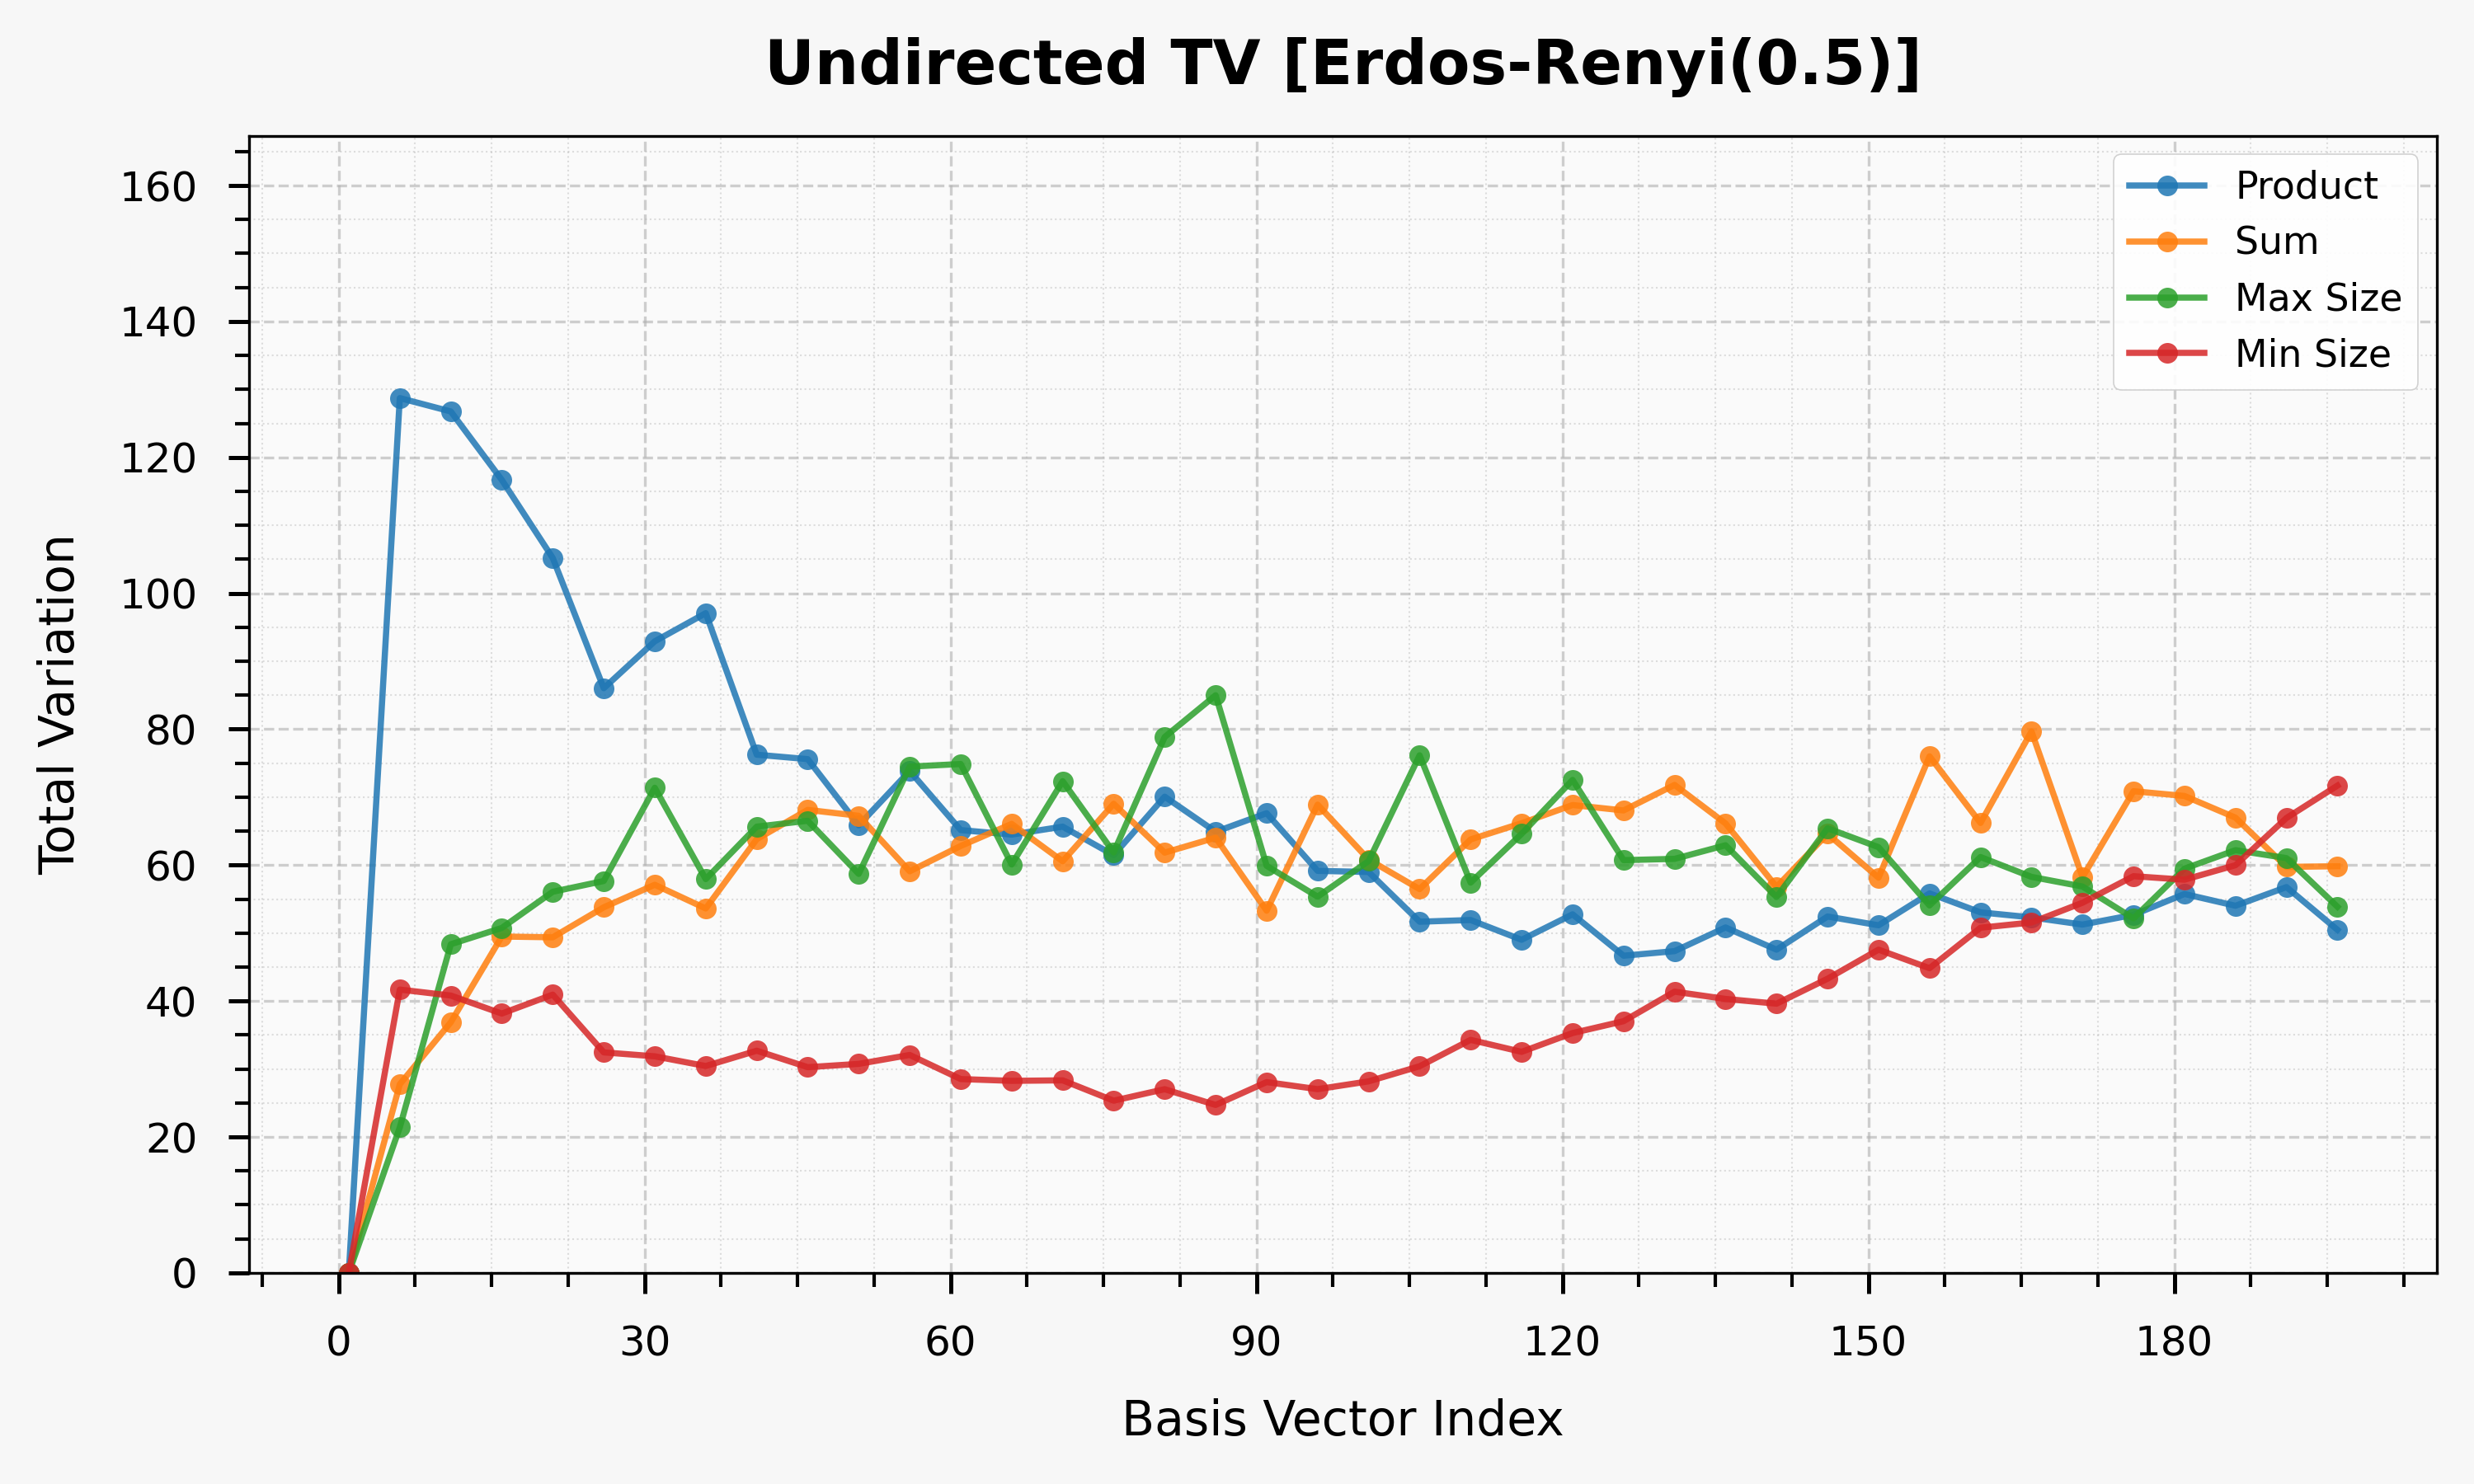 Undirected TV [Erdos-Renyi(0.5)]
Product
Sum
Max Size
Min Size
Total Variation
160
140
120
100
80
60
40
20
0
0 30 60 90 120 150 180
Basis Vector Index